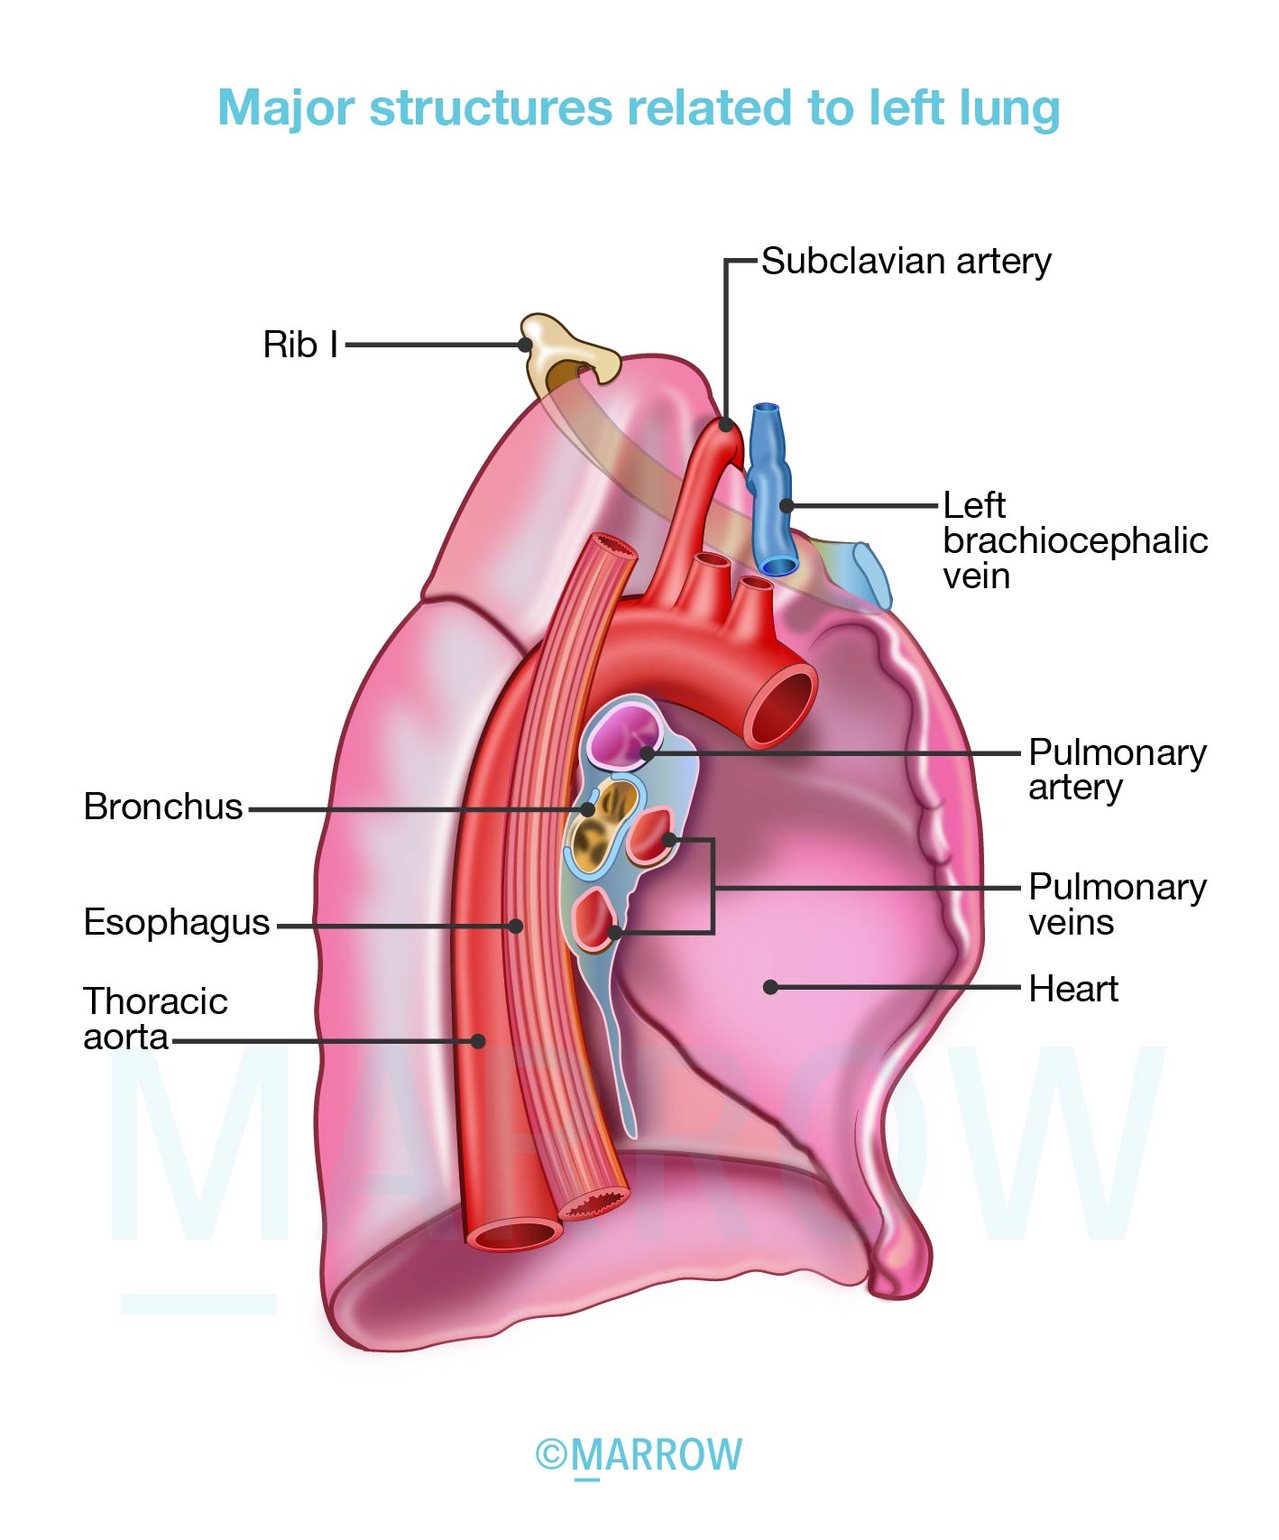 Major structures related to left lung
Subclavian artery
Rib I
Left
brachiocephalic
vein
Pulmonary
artery
Bronchus
Pulmonary
veins
Esophagus
Heart
Thoracic
aorta
MARROW
©MARROW